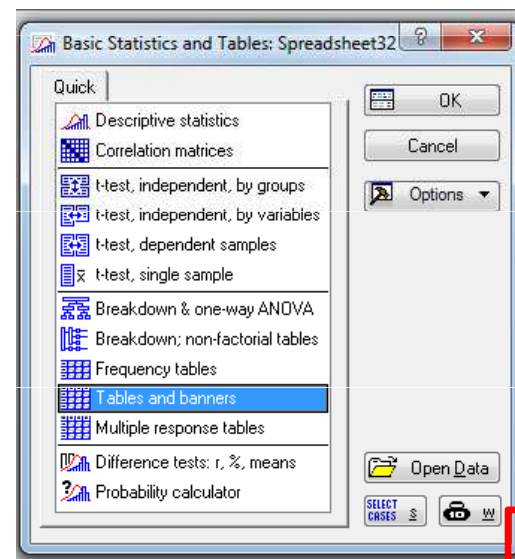 Basic Statistics and Tables: Spreadsheet32
Quick
Descriptive statistics
Correlation matrices
t-test, independent, by groups
t-test, independent, by variables
t-test, dependent samples
t-test, single sample
Breakdown & one-way ANOVA
Breakdown; non-factorial tables
Frequency tables
Tables and banners
Multiple response tables
Difference tests: r, %, means
Probability calculator
OK
Cancel
Options
Open Data
SELECT
CASES S
W